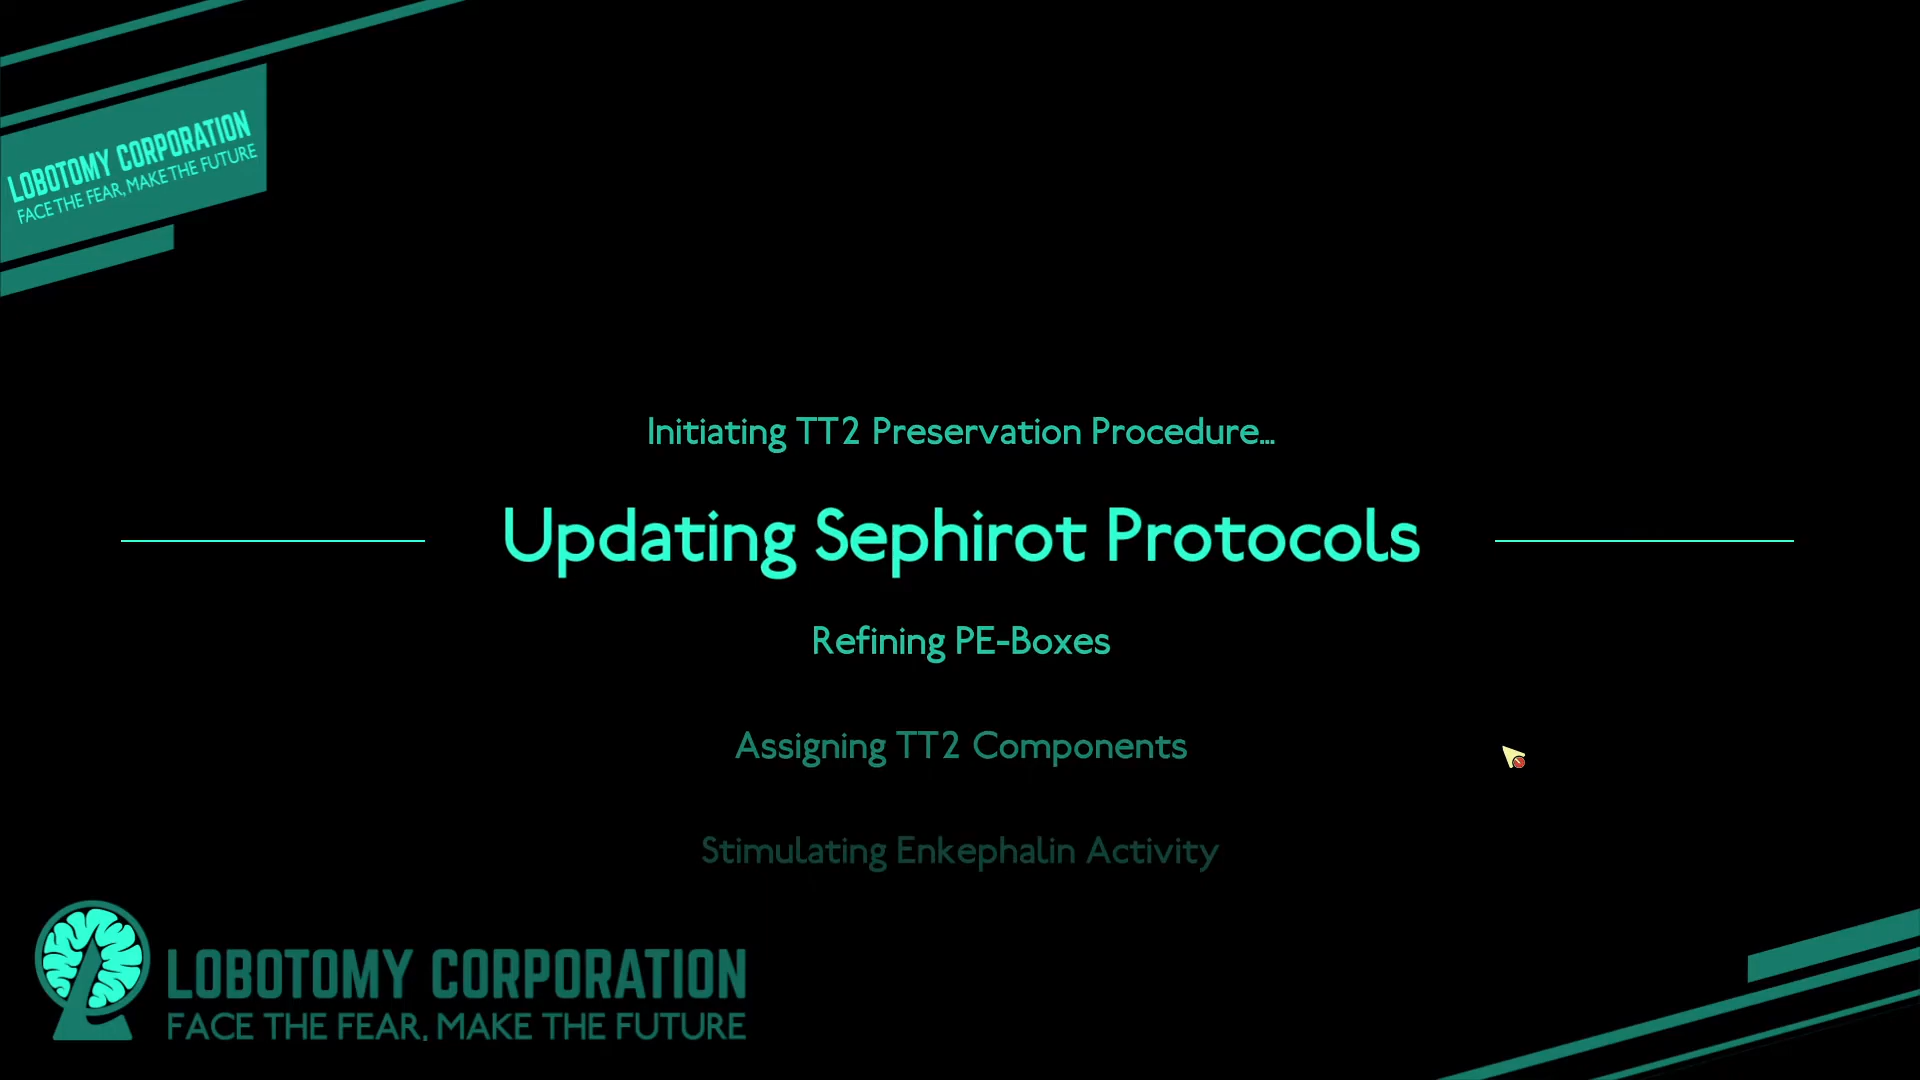 LOBOTOMY CORPORATION
FACE THE FEAR, MAKE THE FUTURE
Initiating TT2 Preservation Procedure...
Updating Sephirot Protocols
Refining PE-Boxes
Assigning TT2 Components
Stimulating Enkephalin Activity
LOBOTOMY CORPORATION
FACE THE FEAR, MAKE THE FUTURE